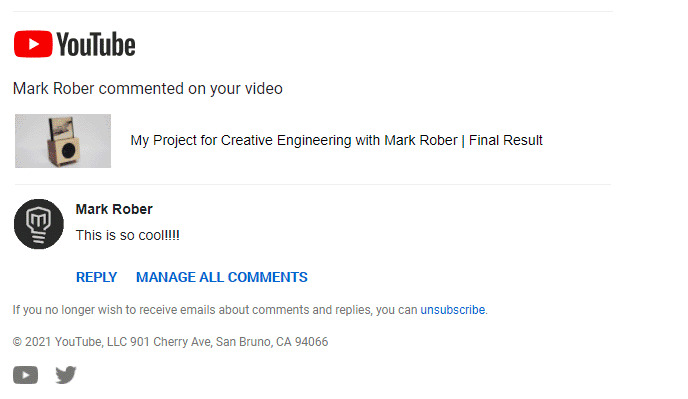 YouTube
Mark Rober commented on your video
My Project for Creative Engineering with Mark Rober | Final Result
Mark Rober
This is so cool!!!!
REPLY MANAGE ALL COMMENTS
If you no longer wish to receive emails about comments and replies, you can unsubscribe.
© 2021 YouTube, LLC 901 Cherry Ave, San Bruno, CA 94066